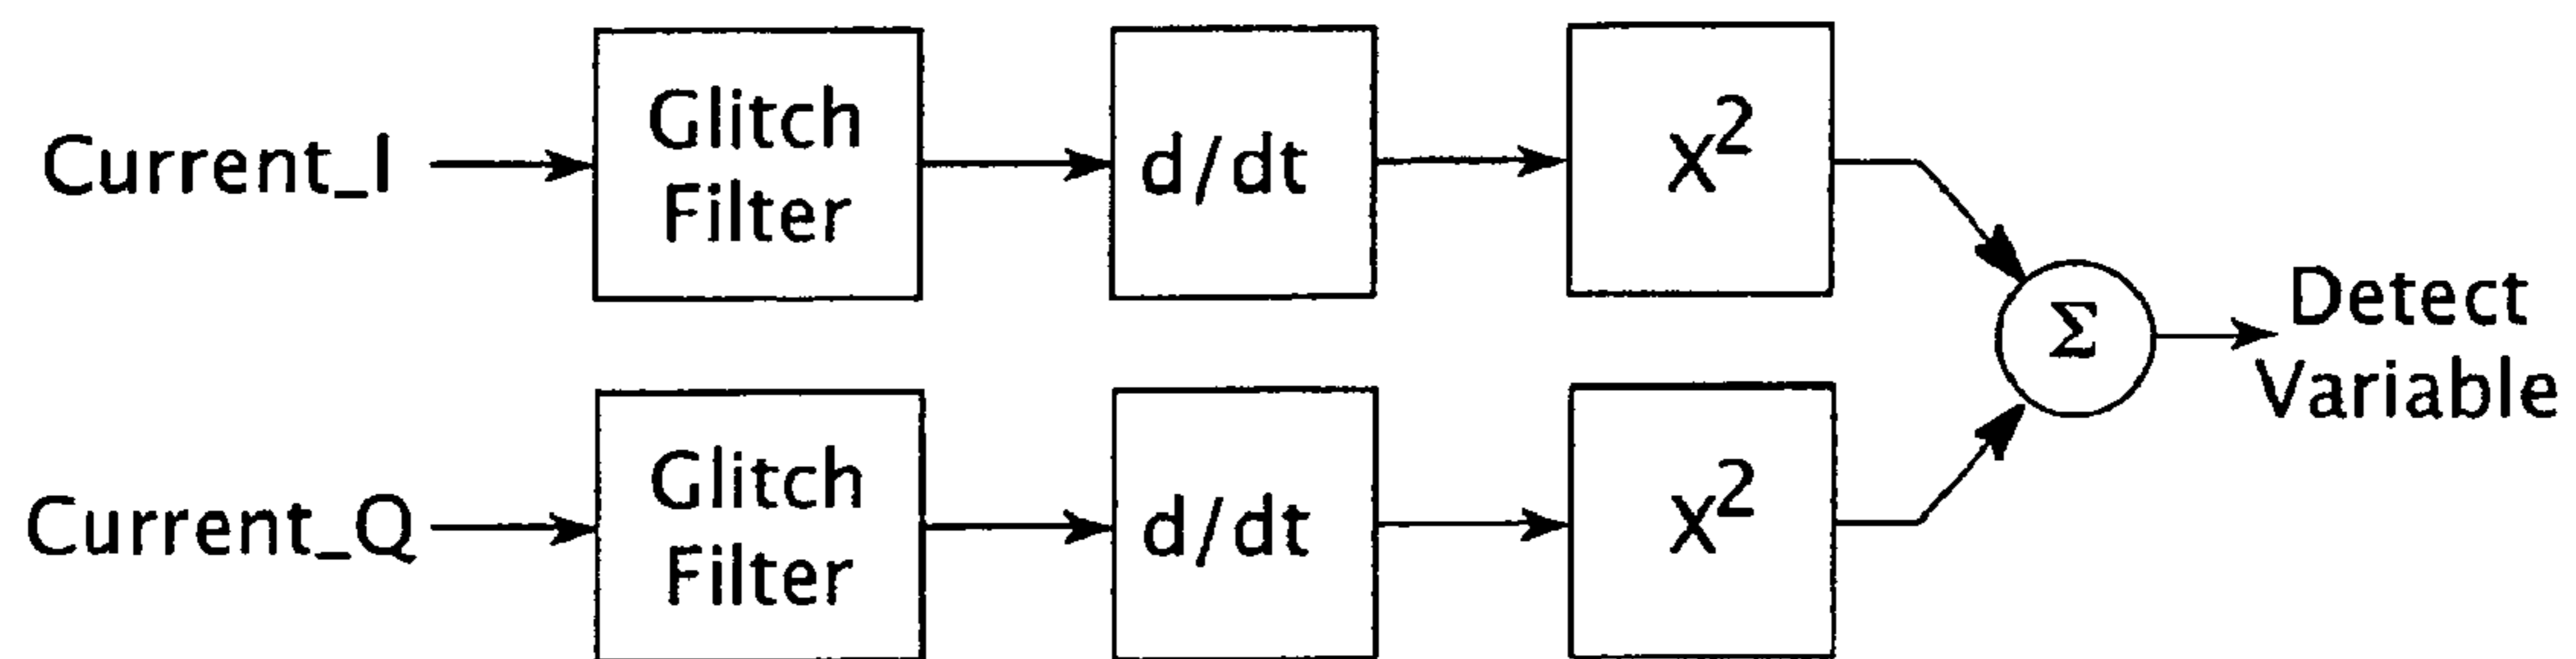 Current_I
Glitch
Filter
d/dt
X²
Σ
Detect
Variable
Current_Q
Glitch
Filter
d/dt
X²